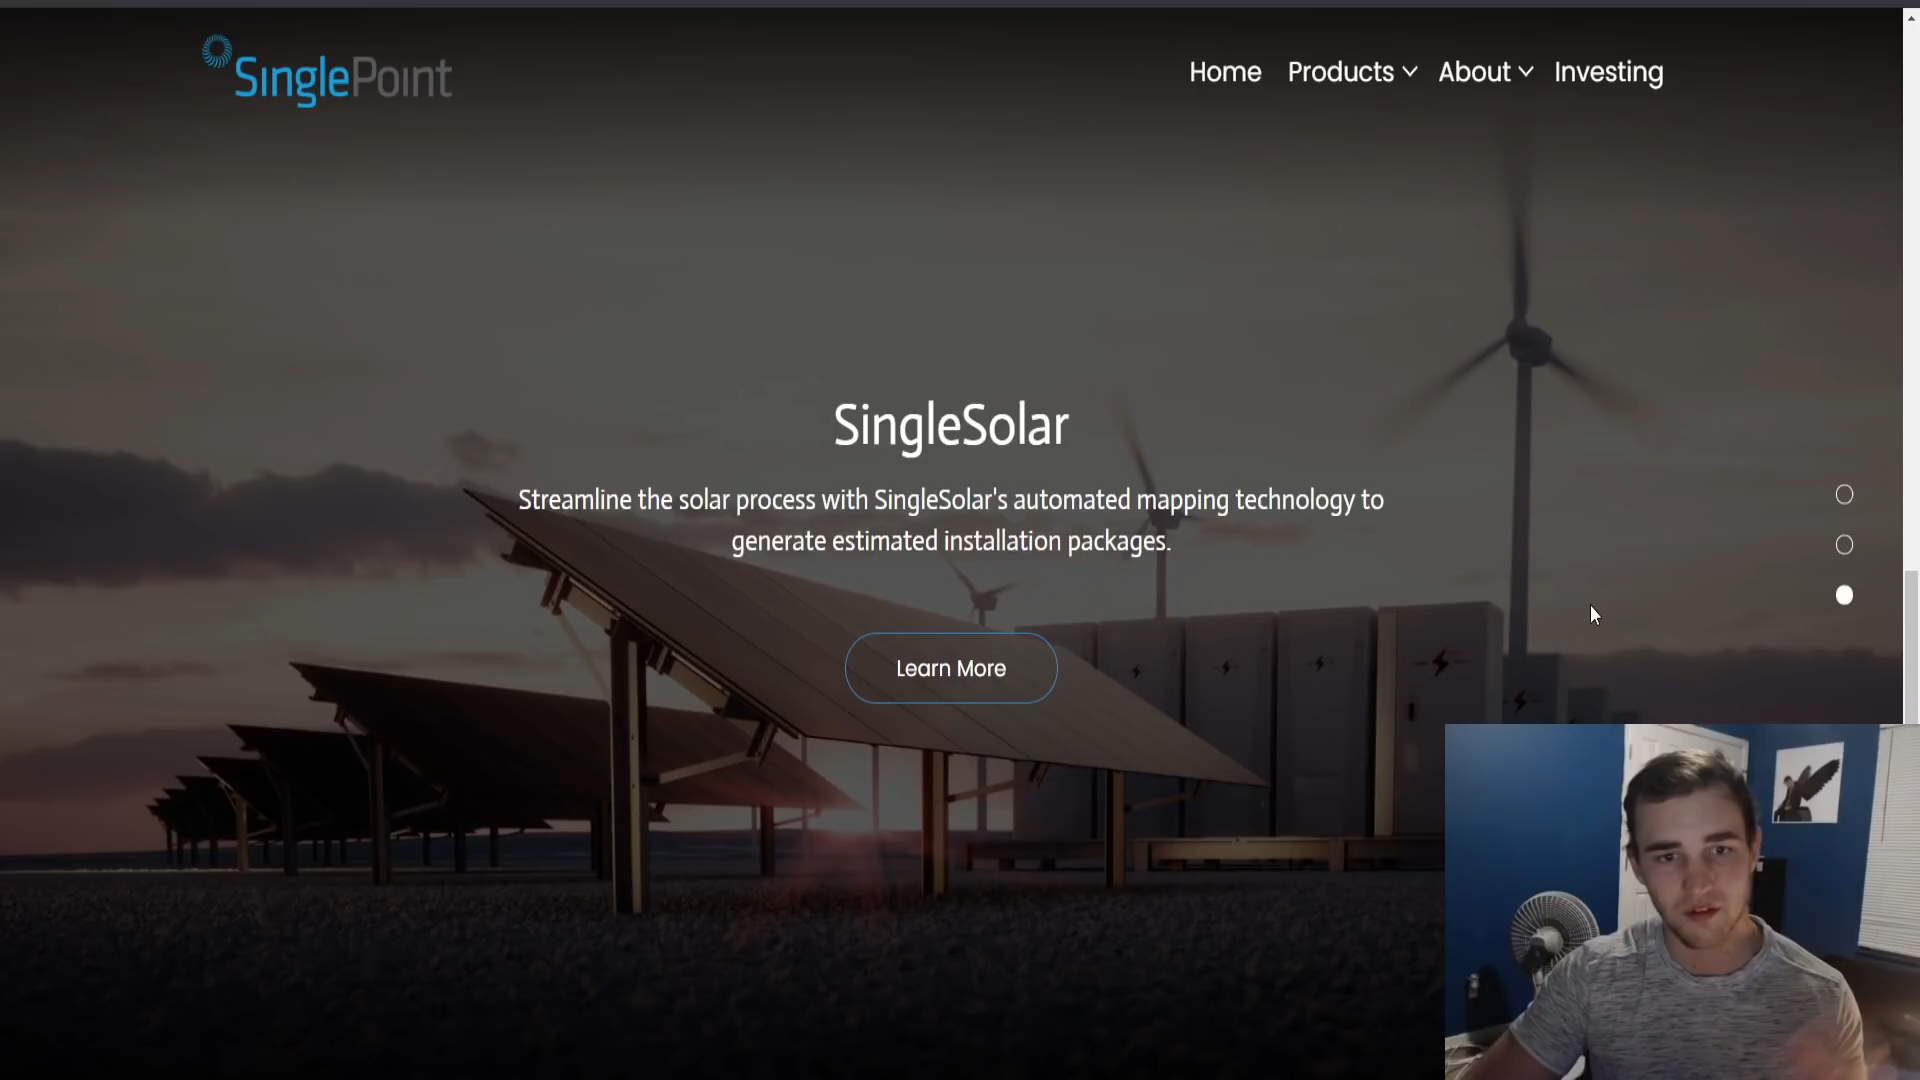 SinglePoint
Home Products About Investing
SingleSolar
Streamline the solar process with SingleSolar's automated mapping technology to
generate estimated installation packages.
Learn More